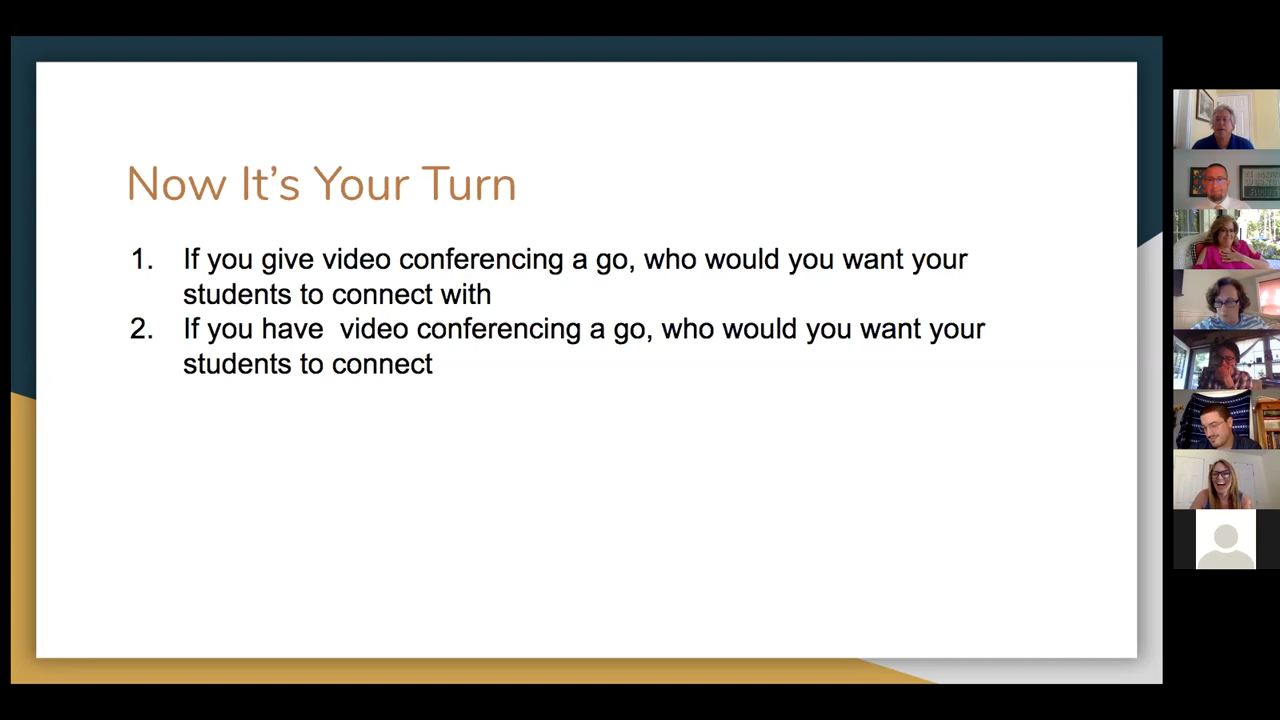 Now It's Your Turn
1. If you give video conferencing a go, who would you want your
students to connect with
2. If you have  video conferencing a go, who would you want your
students to connect